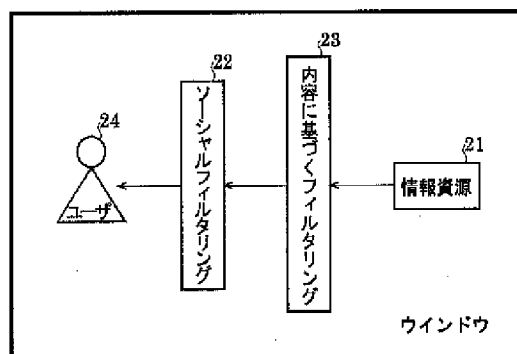 23
22
内容に基づくフィルタリング
ソーシャルフィルタリング
24
21
情報資源
ユーザ
ウインドウ